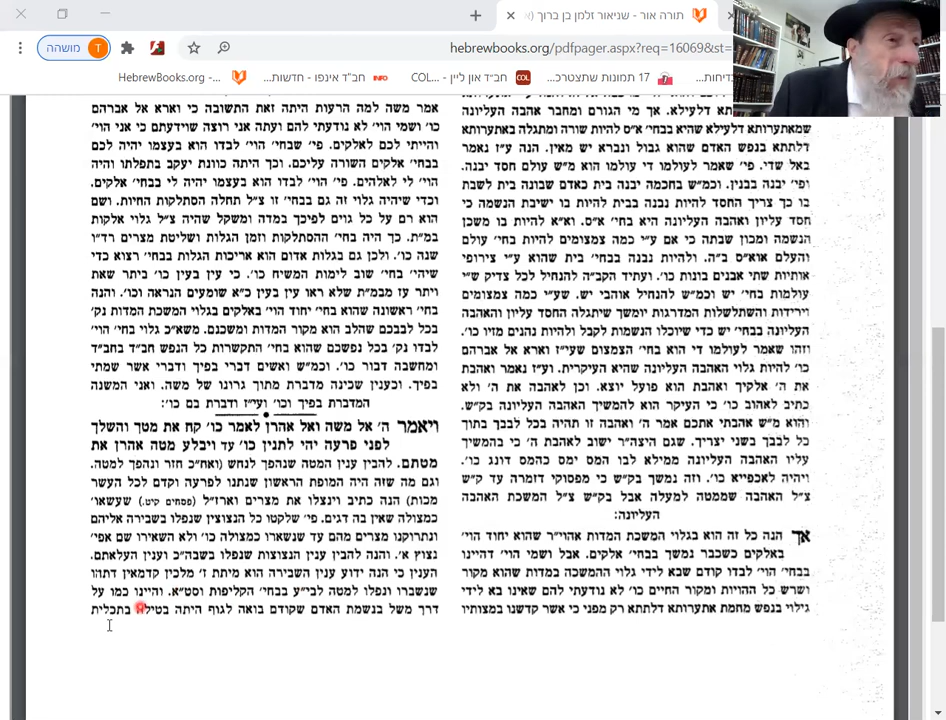 תורה אור - שניאור זלמן בן ברוך
מושהה
hebrewbooks.org/pdfpager.aspx?req=16069&st=
HebrewBooks.org -...
חב"ד אינפו - חדשות...
חב״ד און ליין - COL...
17 תמונות שתצטרכ...
דלעילא. אך מי הגורם ומחבר אהבה העליונה
שמאתערותא דלעילא שהיא בבחי' א"ס להיות שורה ומתגלה באתערותא
דלתתא בנפש האדם שהוא גבול ונברא יש מאין. הנה ע"ז נאמר
באל שדי. פי' שאמר לעולמו די עולמו הוא מ"ש עולם חסד יבנה.
ופי' יבנה בבנין. וכמ"ש בחכמה יבנה בית כאדם שבונה בית לשבת
בו כך צריך החסד להיות נבנה בבית להיות בו ישיבת הנשמה כי
חסד עליון ואהבה העליונה היא בחי' א"ס. וא"א להיות בו משכן
הנשמה ומכון שבתה כי אם ע"י כמה צמצומים להיות בחי' עולם
והעלם אוא"ס ב"ה. ולהיות נבנה בחי' בית שהוא ע"י צירופי
אותיות שתי אבנים בונות כו'. ועתיד הקב"ה להנחיל לכל צדיק ש"י
עולמות בחי' יש וכמ"ש להנחיל אוהבי יש. שע"י כמה צמצומים
וירידות והשתלשלות המדרגות יומשך שיתגלה החסד עליון והאהבה
העליונה בבחי' יש כדי שיוכלו הנשמות לקבל ולהיות נהנים מזיו כו'.
וזהו שאמר לעולמו די הוא בחי' הצמצום שעי"ז וארא אל אברהם
כו' להיות גלוי האהבה העליונה שהיא העיקרית. וע"ז נאמר ואהבת
את ה' אלקיך ואהבת הוא פועל יוצא. וכן לאהבה את ה' ולא
כתיב לאהוב כו' כי העיקר הוא להמשיך האהבה העליונה בק"ש.
והוא מ"ש אהבתי אתכם אמר ה' ואהבה זו תהיה בכל לבבך בתוך
כל לבבך בשני יצריך. שגם היצה"ר ישוב לאהבת ה' כי בהמשיך
עליו האהבה העליונה ממילא לבו המס ימס כהמס דונג כו'.
ויהיה לאכפייא כו'. וזה נמשך בק"ש כי מפסוקי דזמרה עד ק"ש
צ"ל האהבה שממטה למעלה אבל בק"ש צ"ל המשכת האהבה
העליונה:
אך הנה כל זה הוא בגלוי המשכת המדות אהוי"ר שהוא יחוד הוי'
באלקים כשכבר נמשך בבחי' אלקים. אבל ושמי הוי' דהיינו
בבחי' הוי' לבדו קודם שבא לידי גלוי ההמשכה במדות שהוא מקור
ושרש כל ההויות ומקור החיים כו' לא נודעתי להם שאינו בא לידי
גילוי בנפש מחמת אתערותא דלתתא רק מפני כי אשר קדשנו במצותיו
אמר משה למה הרעות היתה זאת התשובה כי וארא אל אברהם
כו' ושמי הוי' לא נודעתי להם ועתה אני רוצה שוידעתם כי אני הוי'
והייתי לכם לאלקים. פי' שבחי' הוי' לבדו הוא בעצמו יהיה לכם
בבחי' אלקים השורה עליכם. וכך היתה כוונת יעקב בתפלתו והיה
הוי' לי לאלהים. פי' הוי' לבדו הוא בעצמו יהיה לי בבחי' אלקים.
וכדי שיהיה גלוי זה גם בבחי' זו צ"ל תחלה הסתלקות החיות. ושם
הוא רם על כל גוים לפיכך במדה ומשקל שהיה צ"ל גלוי אלקות
במ"ת. כך היה בחי' ההסתלקות וזמן הגלות ושליטת מצרים רד"ו
שנה כו'. ולכן גם בגלות אדום הוא אריכות הגלות בבחי' רצוא כדי
שיהי' בחי' שוב לימות המשיח כו'. כי עין בעין כו' ביתר שאת
ויתר עז מבמ"ת שלא ראו עין בעין כ"א שומעים הנראה וכו'. והנה
בחי' ראשונה שהוא בחי' יחוד הוי' באלקים בגלוי המשכת המדות נק'
בכל לבבכם שהלב הוא מקור המדות ומשכנם. משא"כ גלוי בחי' הוי'
לבדו נק' בכל נפשכם שהוא בחי' התקשרות כל הנפש חב"ד בחב"ד
ומחשבה דבור כו'. וכמ"ש ואשים דברי בפיך ודברי אשר שמתי
בפיך. וכענין שכינה מדברת מתוך גרונו של משה. ואני המשנה
המדברת בפיך וכו' ועי"ז ודברת בם כו':
ויאמר ה' אל משה ואל אהרן לאמר כו' קח את מטך והשלך
לפני פרעה יהי לתנין כו' עד ויבלע מטה אהרן את
מטתם. להבין ענין המטה שנהפך לנחש (ואח"כ חזר ונהפך למטה.
וגם מה שזה היה המופת הראשון שנתנו לפרעה וקדם לכל העשר
מכות) הנה כתיב וינצלו את מצרים וארז"ל (פסחים קיט.) שעשאו'
כמצולה שאין בה דגים. פי' שלקטו כל הנצוצין שנפלו בשבירה אליהם
ונתרוקנו מצרים מהם עד שנשארו כמצולה כו' ולא השאירו שם אפי'
נצוץ א'. והנה להבין ענין הנצוצות שנפלו בשבה"כ וענין העלאתם.
הענין כי הנה ידוע ענין השבירה הוא מיתת ז' מלכין קדמאין דתהו
שנשברו ונפלו למטה לבי"ע בבחי' הקליפות וסט"א. והיינו כמו על
דרך משל בנשמת האדם שקודם בואה לגוף היתה בטילה בתכלית